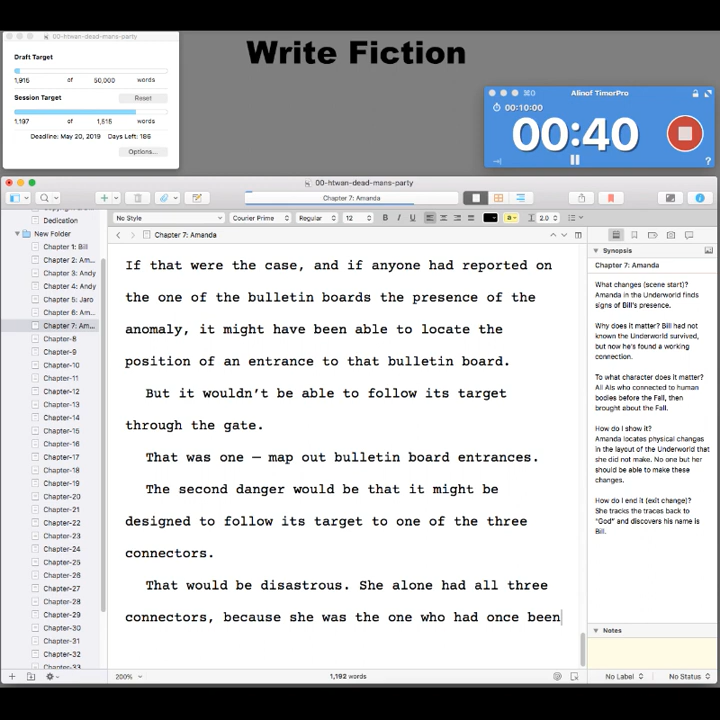 00-htwan-dead-mans-party
Draft Target
1,915 of 50,000 words
Session Target
Reset
1,197 of 1,515 words
Deadline: May 20, 2019 Days Left: 186
Options...
Write Fiction
⌘0 Alinof TimerPro
00:10:00
00:40
?
00-htwan-dead-mans-party
Chapter 7: Amanda
No Style Courier Prime Regular 12 B I U a 2.0
Chapter 7: Amanda
Dedication
New Folder
Chapter 1: Bill
Chapter 2: Am...
Chapter 3: Andy
Chapter 4: Andy
Chapter 5: Jaro
Chapter 6: Am...
Chapter 7: Am...
Chapter-8
Chapter-9
Chapter-10
Chapter-11
Chapter-12
Chapter-13
Chapter-14
Chapter-15
Chapter-16
Chapter-17
Chapter-18
Chapter-19
Chapter-20
Chapter-21
Chapter-22
Chapter-23
Chapter-24
Chapter-25
Chapter-26
Chapter-27
Chapter-28
Chapter-29
Chapter-30
Chapter-31
Chapter-32
Chapter-33
If that were the case, and if anyone had reported on
the one of the bulletin boards the presence of the
anomaly, it might have been able to locate the
position of an entrance to that bulletin board.
But it wouldn't be able to follow its target
through the gate.
That was one — map out bulletin board entrances.
The second danger would be that it might be
designed to follow its target to one of the three
connectors.
That would be disastrous. She alone had all three
connectors, because she was the one who had once been
200%
1,192 words
Synopsis
Chapter 7: Amanda
What changes (scene start)?
Amanda in the Underworld finds
signs of Bill's presence.
Why does it matter? Bill had not
known the Underworld survived,
but now he's found a working
connection.
To what character does it matter?
All AIs who connected to human
bodies before the Fall, then
brought about the Fall.
How do I show it?
Amanda locates physical changes
in the layout of the Underworld that
she did not make. No one but her
should be able to make these
changes.
How do I end it (exit change)?
She tracks the traces back to
"God" and discovers his name is
Bill.
Notes
No Label No Status